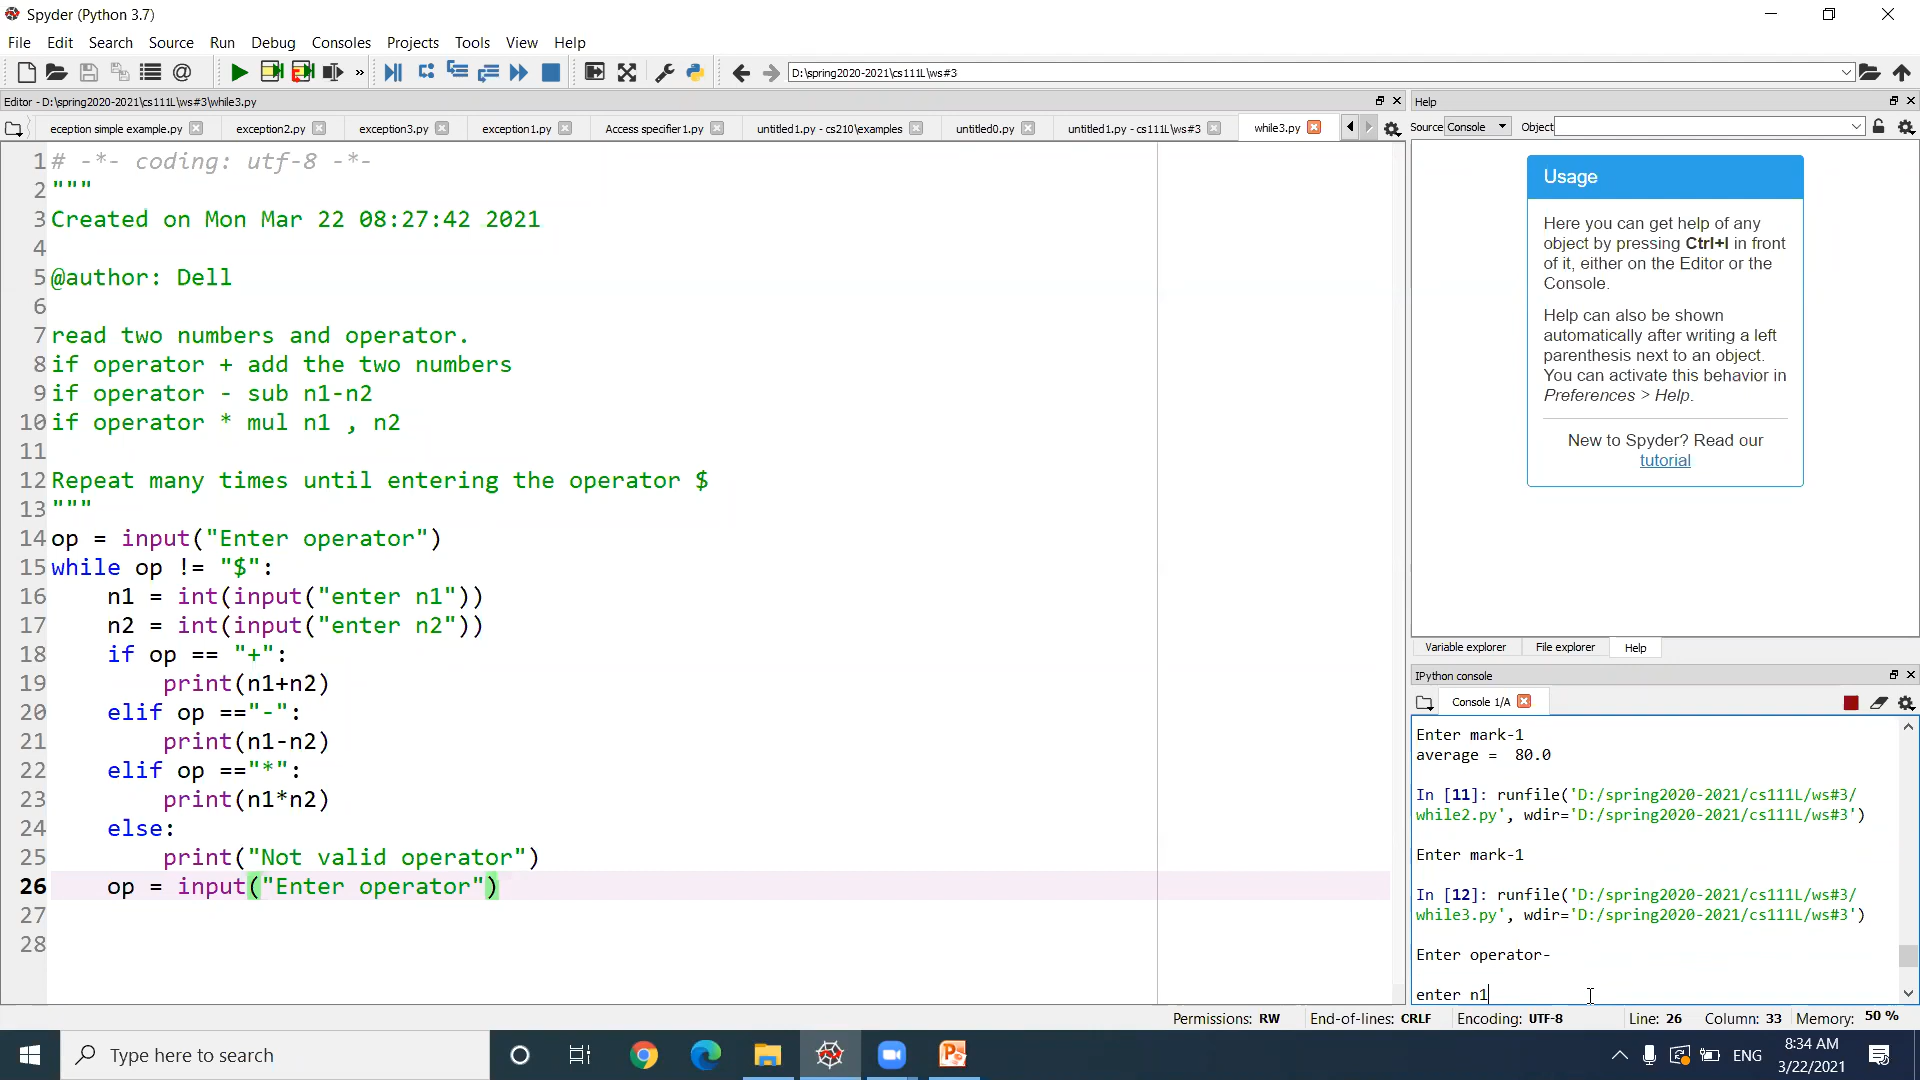 Spyder (Python 3.7)
File Edit Search Source Run Debug Consoles Projects Tools View Help
D:\spring2020-2021\cs111L\ws#3
Editor - D:\spring2020-2021\cs111L\ws#3\while3.py
eception simple example.py exception2.py exception3.py exception1.py Access specifier1.py untitled1.py - cs210\examples untitled0.py untitled1.py - cs111L\ws#3 while3.py
1 # -*- coding: utf-8 -*-
2 """
3 Created on Mon Mar 22 08:27:42 2021
4
5 @author: Dell
6
7 read two numbers and operator.
8 if operator + add the two numbers
9 if operator - sub n1-n2
10 if operator * mul n1 , n2
11
12 Repeat many times until entering the operator $
13 """
14 op = input("Enter operator")
15 while op != "$":
16     n1 = int(input("enter n1"))
17     n2 = int(input("enter n2"))
18     if op == "+":
19         print(n1+n2)
20     elif op =="-":
21         print(n1-n2)
22     elif op =="*":
23         print(n1*n2)
24     else:
25         print("Not valid operator")
26     op = input("Enter operator")
27
28
Help
Source Console Object
Usage
Here you can get help of any
object by pressing Ctrl+I in front
of it, either on the Editor or the
Console.
Help can also be shown
automatically after writing a left
parenthesis next to an object.
You can activate this behavior in
Preferences > Help.
New to Spyder? Read our
tutorial
Variable explorer File explorer Help
IPython console
Console 1/A
Enter mark-1
average =  80.0
In [11]: runfile('D:/spring2020-2021/cs111L/ws#3/
while2.py', wdir='D:/spring2020-2021/cs111L/ws#3')
Enter mark-1
In [12]: runfile('D:/spring2020-2021/cs111L/ws#3/
while3.py', wdir='D:/spring2020-2021/cs111L/ws#3')
Enter operator-
enter n1
Permissions: RW End-of-lines: CRLF Encoding: UTF-8 Line: 26 Column: 33 Memory: 50 %
Type here to search
ENG
8:34 AM
3/22/2021